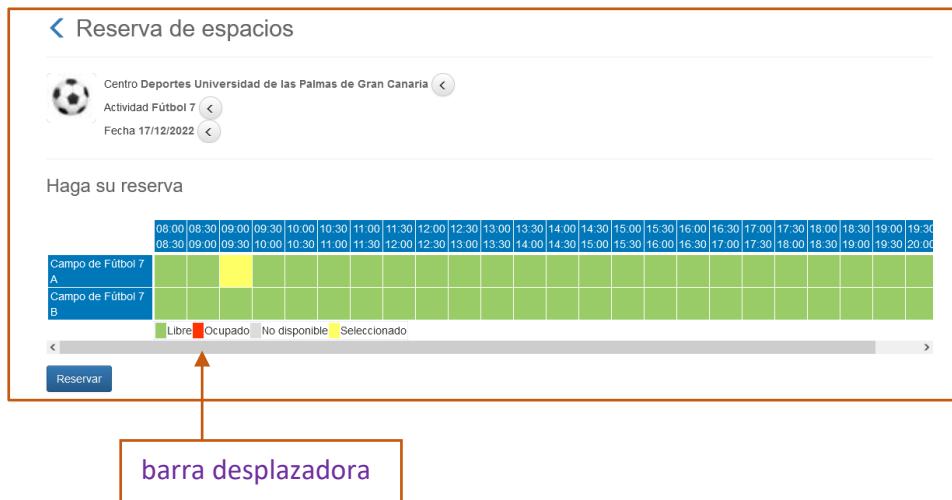 Reserva de espacios
Centro Deportes Universidad de las Palmas de Gran Canaria
Actividad Fútbol 7
Fecha 17/12/2022
Haga su reserva
08:00 08:30 09:00 09:30 10:00 10:30 11:00 11:30 12:00 12:30 13:00 13:30 14:00 14:30 15:00 15:30 16:00 16:30 17:00 17:30 18:00 18:30 19:00 19:30
08:30 09:00 09:30 10:00 10:30 11:00 11:30 12:00 12:30 13:00 13:30 14:00 14:30 15:00 15:30 16:00 16:30 17:00 17:30 18:00 18:30 19:00 19:30 20:00
Campo de Fútbol 7
A
Campo de Fútbol 7
B
Libre Ocupado No disponible Seleccionado
Reservar
barra desplazadora